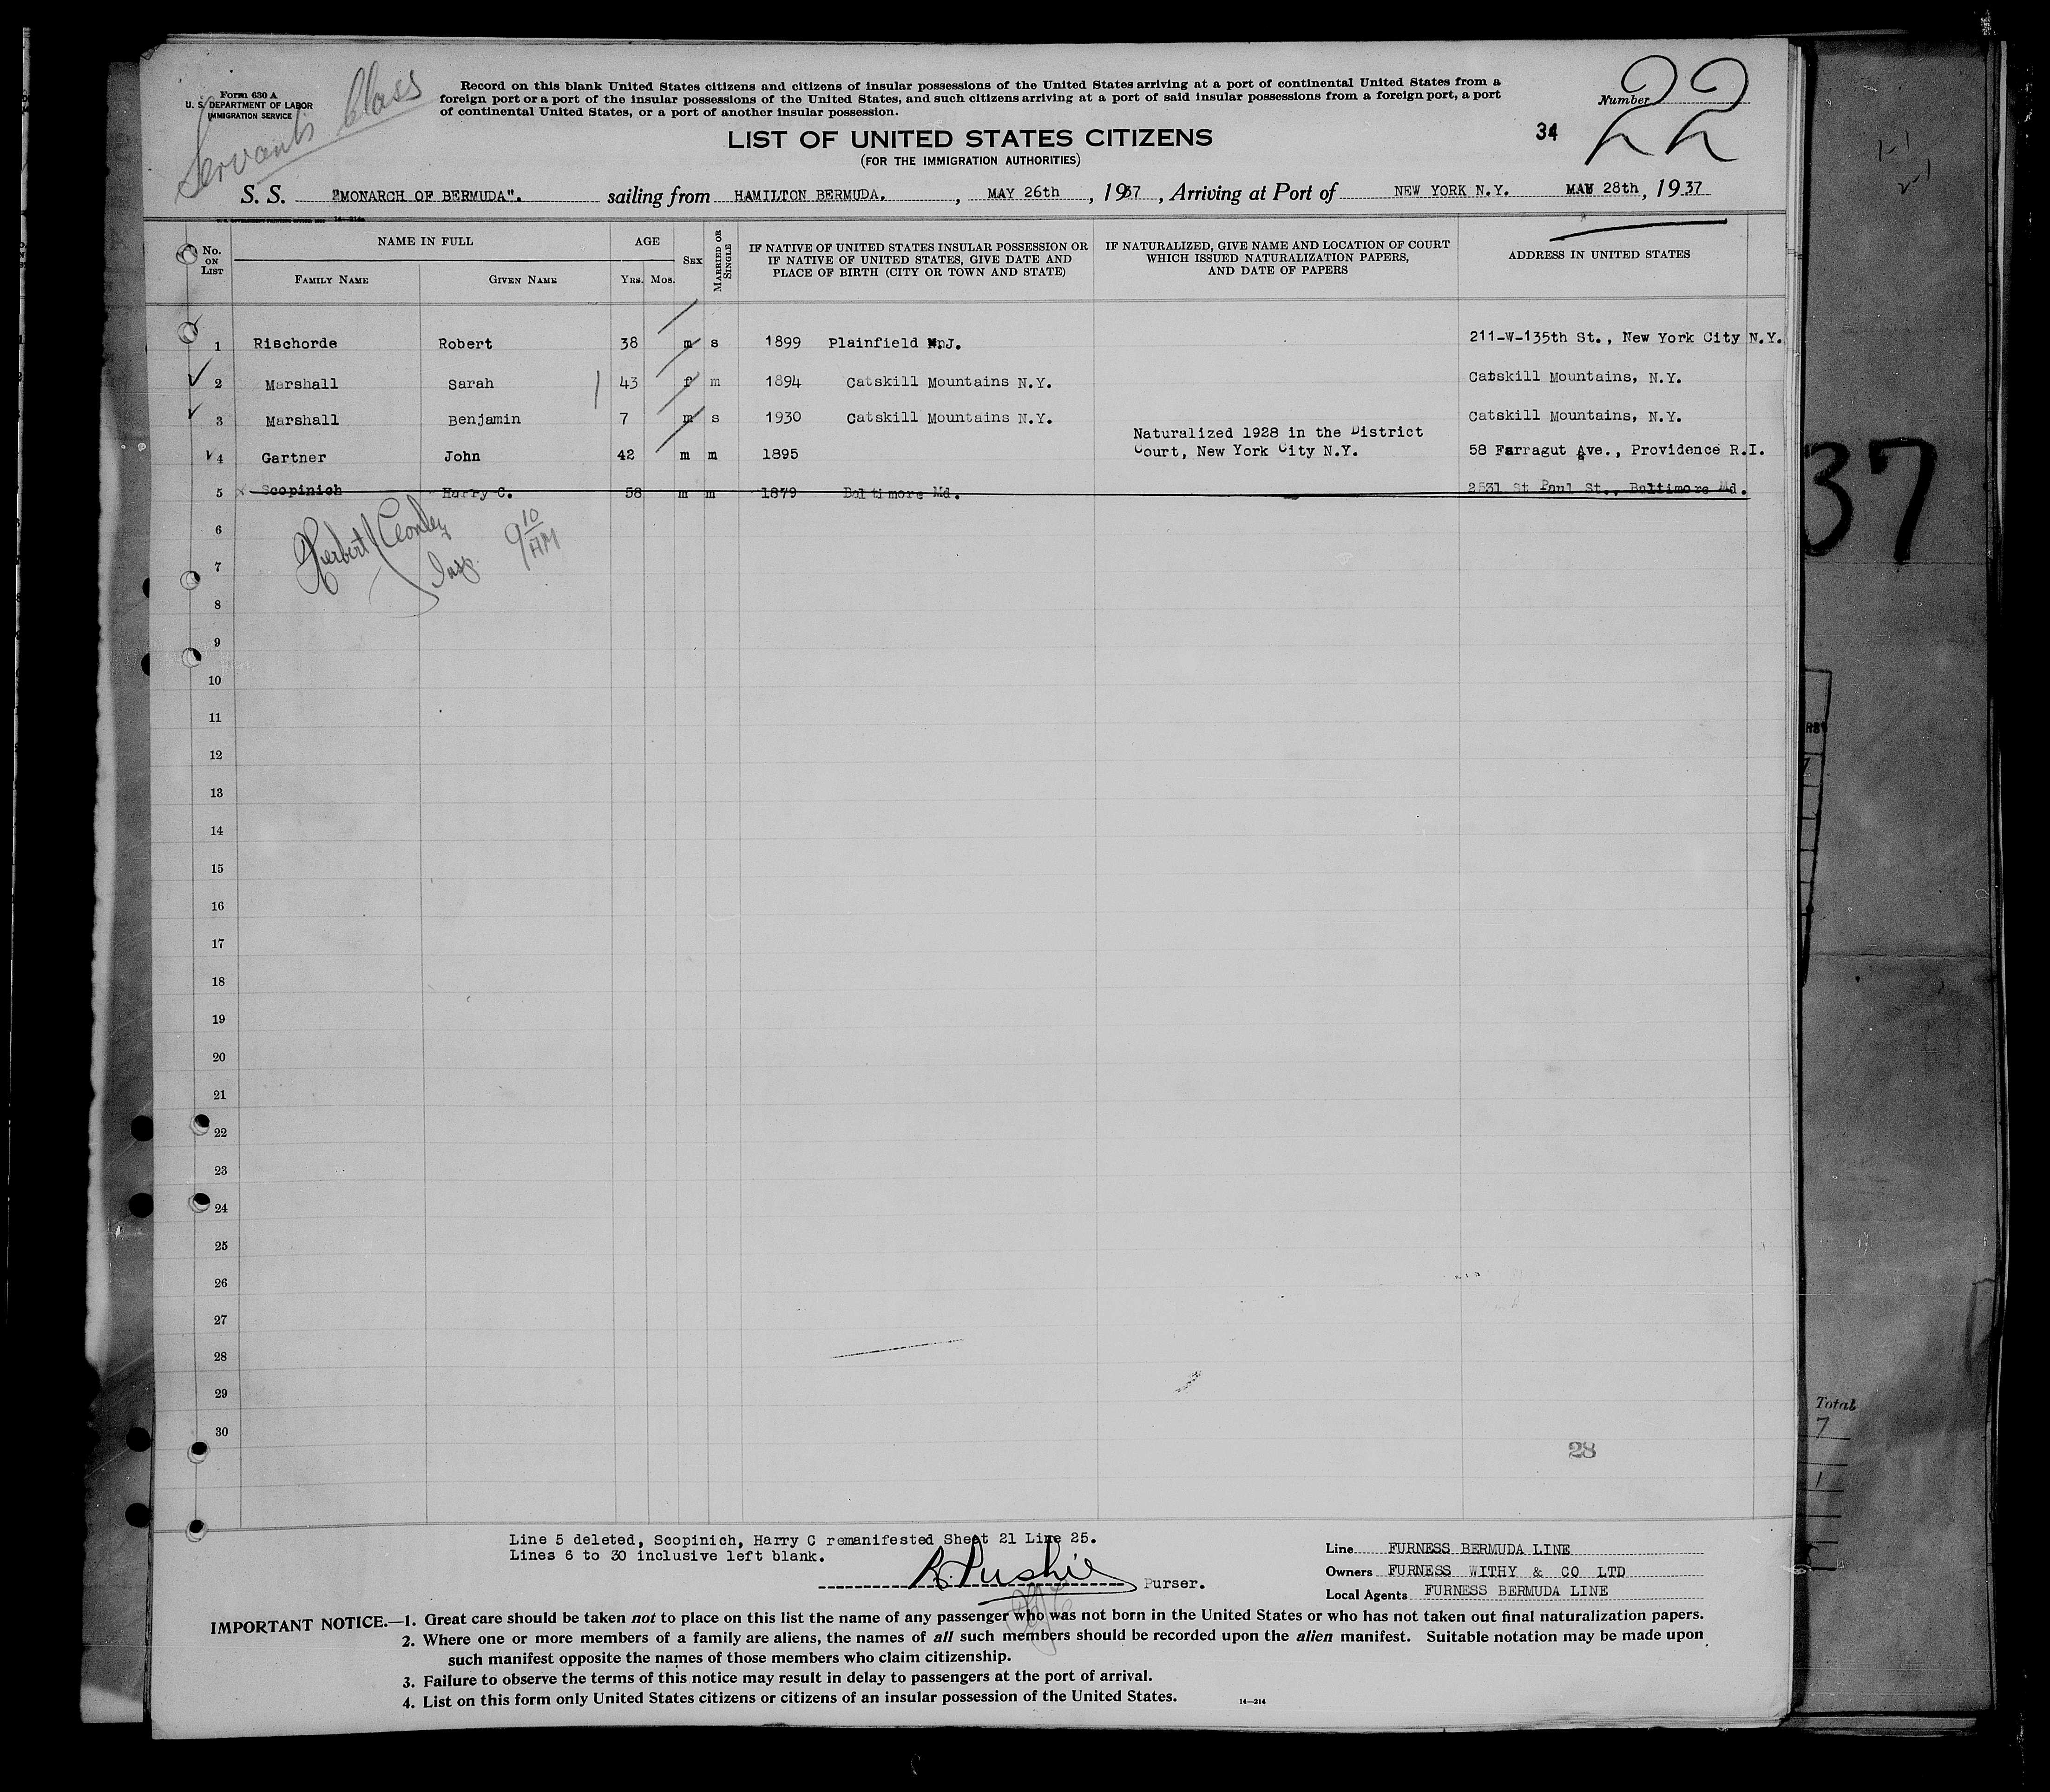 Form 630 A
U. S. DEPARTMENT OF LABOR
IMMIGRATION SERVICE
Servants Class
Record on this blank United States citizens and citizens of insular possessions of the United States arriving at a port of continental United States from a
foreign port or a port of the insular possessions of the United States, and such citizens arriving at a port of said insular possessions from a foreign port, a port
of continental United States, or a port of another insular possession.
Number 22
22
34
LIST OF UNITED STATES CITIZENS
(FOR THE IMMIGRATION AUTHORITIES)
S. S. "MONARCH OF BERMUDA". sailing from HAMILTON BERMUDA. , MAY 26th , 1937 , Arriving at Port of NEW YORK N.Y. MAY 28th , 1937
No. ON LIST
NAME IN FULL
FAMILY NAME GIVEN NAME
AGE
YRS. MOS.
SEX
MARRIED OR SINGLE
IF NATIVE OF UNITED STATES INSULAR POSSESSION OR
IF NATIVE OF UNITED STATES, GIVE DATE AND
PLACE OF BIRTH (CITY OR TOWN AND STATE)
IF NATURALIZED, GIVE NAME AND LOCATION OF COURT
WHICH ISSUED NATURALIZATION PAPERS,
AND DATE OF PAPERS
ADDRESS IN UNITED STATES
1 Rischorde Robert 38 m s 1899 Plainfield N.J. 211-W-135th St., New York City N.Y.
2 Marshall Sarah 43 f m 1894 Catskill Mountains N.Y. Catskill Mountains, N.Y.
3 Marshall Benjamin 7 m s 1930 Catskill Mountains N.Y. Catskill Mountains, N.Y.
4 Gartner John 42 m m 1895 Naturalized 1928 in the District
Court, New York City N.Y. 58 Farragut Ave., Providence R.I.
5 Scopinich Harry C. 58 m m 1879 Baltimore Md. 2531 St Paul St., Baltimore Md.
6
Herbert Insp. 9 10 AM
7
8
9
10
11
12
13
14
15
16
17
18
19
20
21
22
23
24
25
26
27
28
29
30
28
37
Total
7
1
Line 5 deleted, Scopinich, Harry C remanifested Sheet 21 Line 25.
Lines 6 to 30 inclusive left blank.
Purser.
Line FURNESS BERMUDA LINE
Owners FURNESS WITHY & CO LTD
Local Agents FURNESS BERMUDA LINE
IMPORTANT NOTICE.—1. Great care should be taken not to place on this list the name of any passenger who was not born in the United States or who has not taken out final naturalization papers.
2. Where one or more members of a family are aliens, the names of all such members should be recorded upon the alien manifest. Suitable notation may be made upon
such manifest opposite the names of those members who claim citizenship.
3. Failure to observe the terms of this notice may result in delay to passengers at the port of arrival.
4. List on this form only United States citizens or citizens of an insular possession of the United States.
14—214